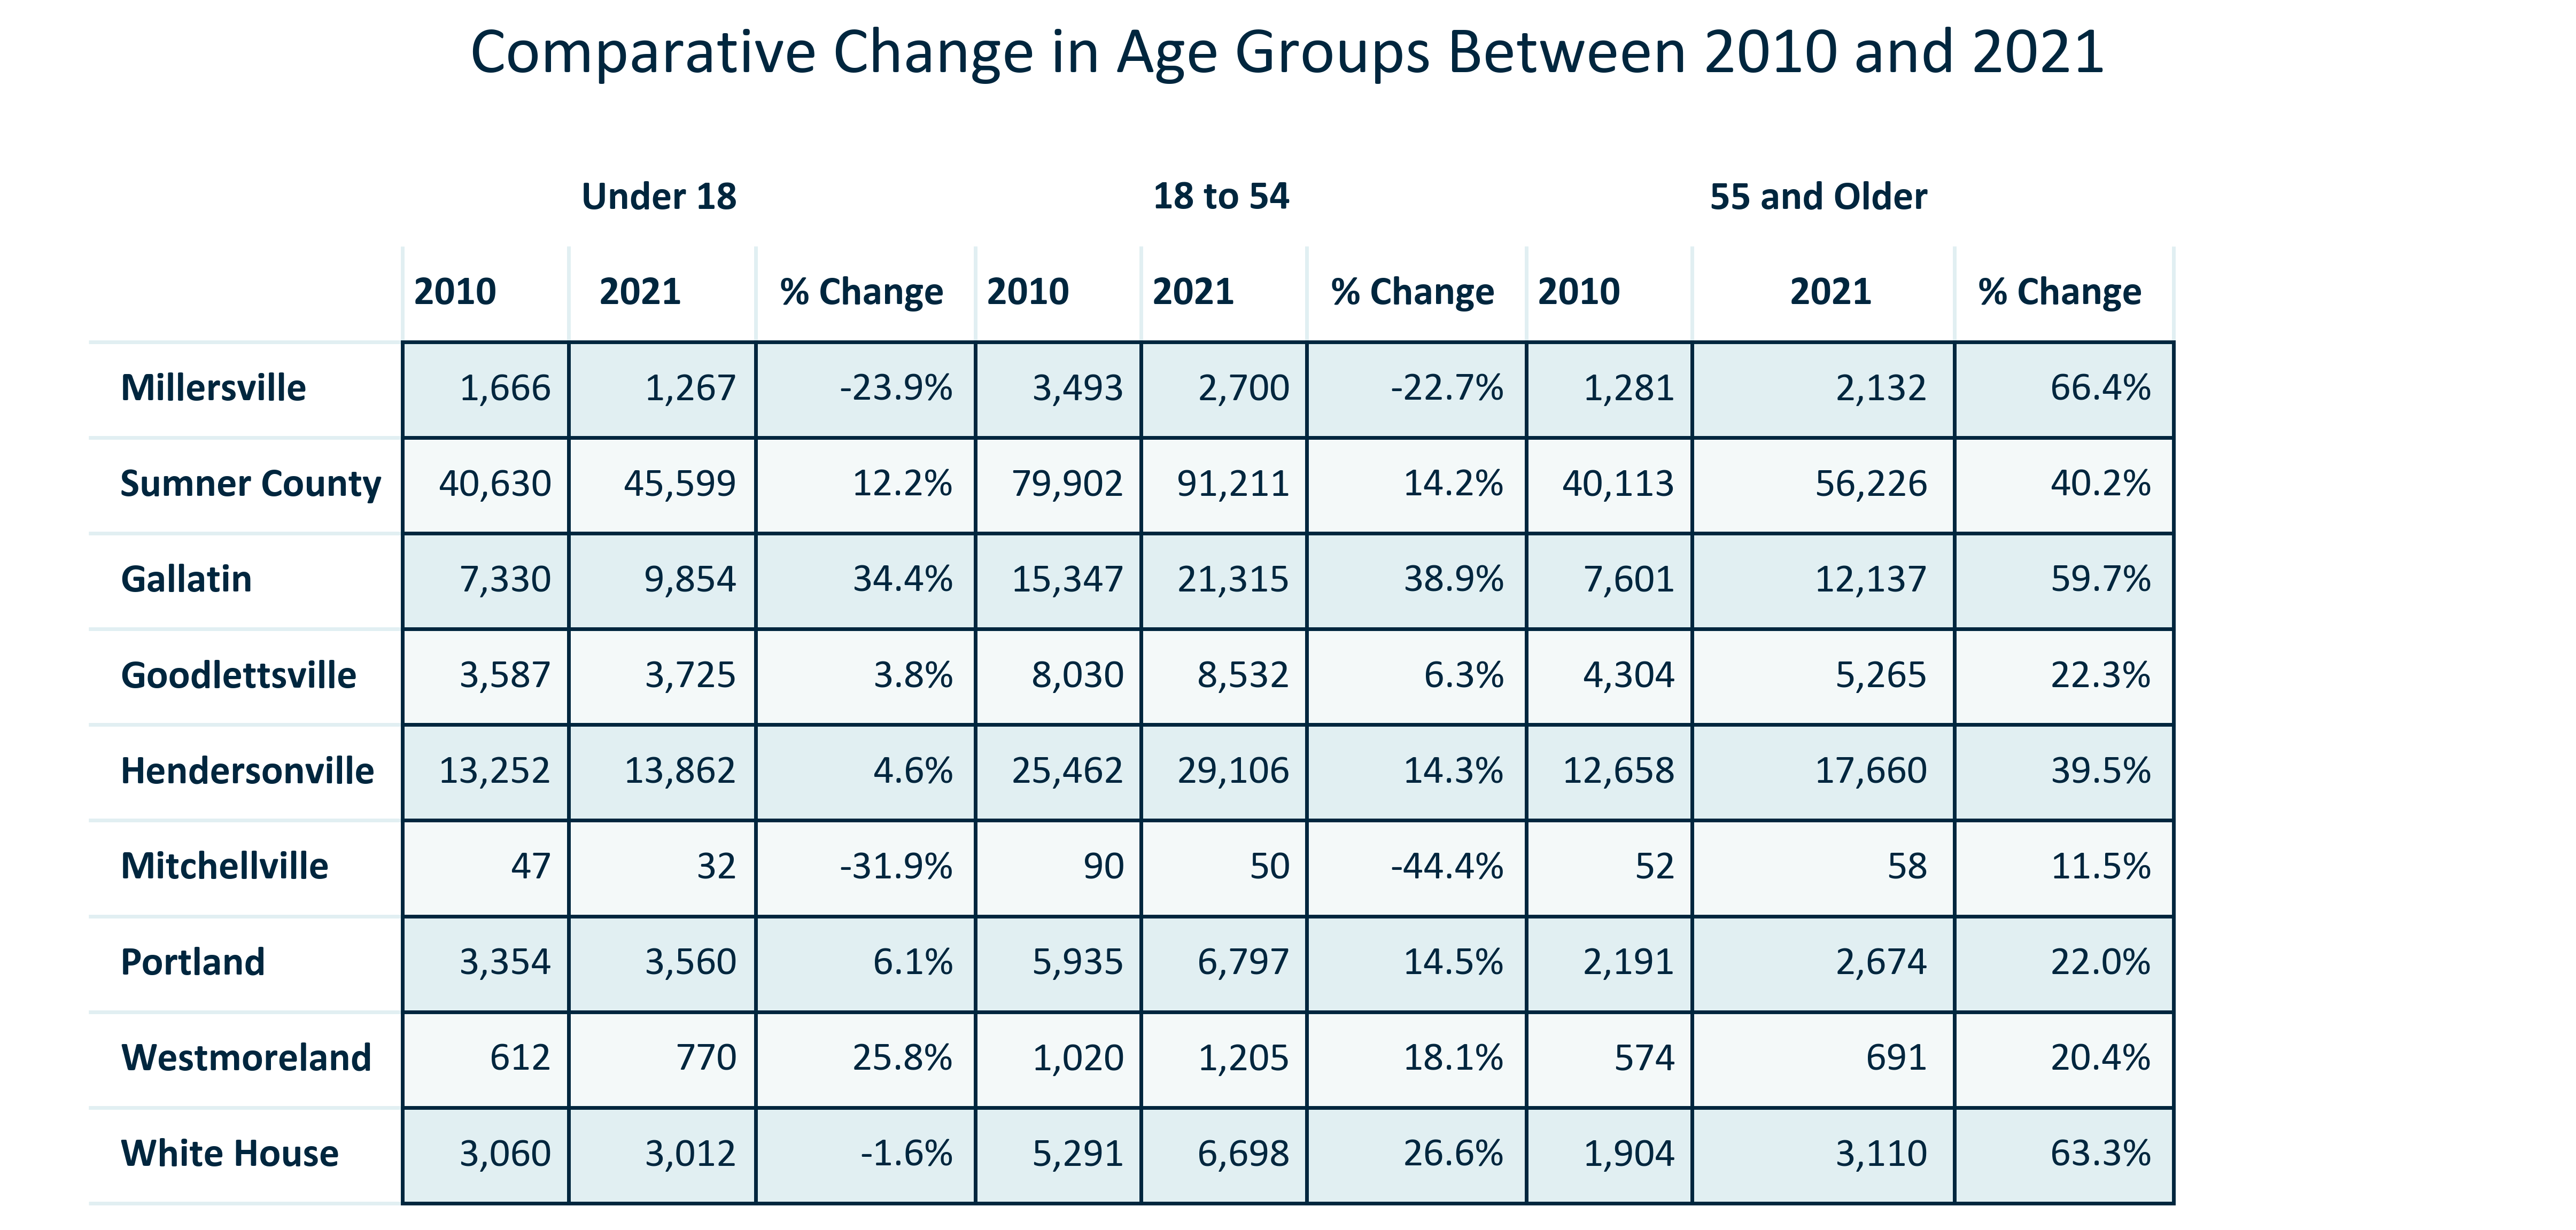 Comparative Change in Age Groups Between 2010 and 2021
Under 18 18 to 54 55 and Older
2010 2021 % Change 2010 2021 % Change 2010 2021 % Change
Millersville 1,666 1,267 -23.9% 3,493 2,700 -22.7% 1,281 2,132 66.4%
Sumner County 40,630 45,599 12.2% 79,902 91,211 14.2% 40,113 56,226 40.2%
Gallatin 7,330 9,854 34.4% 15,347 21,315 38.9% 7,601 12,137 59.7%
Goodlettsville 3,587 3,725 3.8% 8,030 8,532 6.3% 4,304 5,265 22.3%
Hendersonville 13,252 13,862 4.6% 25,462 29,106 14.3% 12,658 17,660 39.5%
Mitchellville 47 32 -31.9% 90 50 -44.4% 52 58 11.5%
Portland 3,354 3,560 6.1% 5,935 6,797 14.5% 2,191 2,674 22.0%
Westmoreland 612 770 25.8% 1,020 1,205 18.1% 574 691 20.4%
White House 3,060 3,012 -1.6% 5,291 6,698 26.6% 1,904 3,110 63.3%